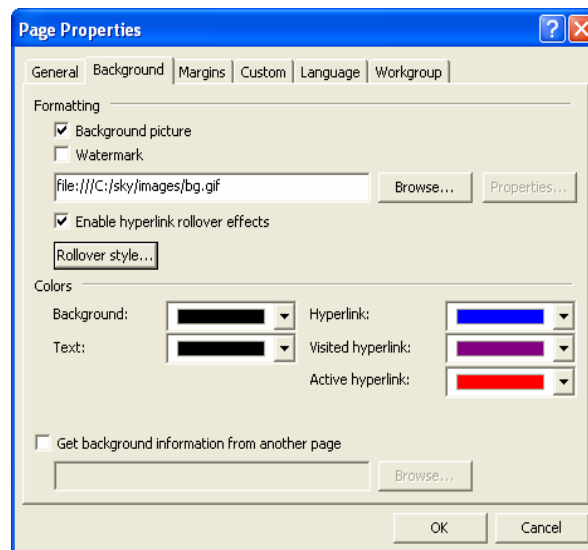 Page Properties
General Background Margins Custom Language Workgroup
Formatting
Background picture
Watermark
file:///C:/sky/images/bg.gif Browse... Properties...
Enable hyperlink rollover effects
Rollover style...
Colors
Background: Hyperlink:
Text: Visited hyperlink:
Active hyperlink:
Get background information from another page
Browse...
OK Cancel